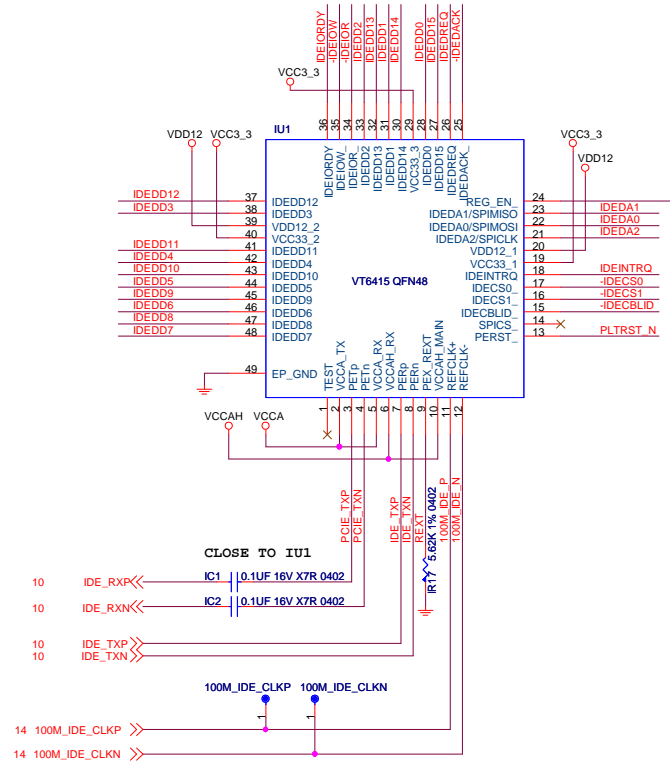 IDEIORDY
-IDEIOW
-IDEIOR
IDEDD2
IDEDD13
IDEDD1
IDEDD14
IDEDD0
IDEDD15
IDEDREQ
-IDEDACK
VCC3_3
VDD12
VCC3_3
IU1
VCC3_3
VDD12
36
35
34
33
32
31
30
29
28
27
26
25
IDEIORDY
IDEIOW_
IDEIOR_
IDEDD2
IDEDD13
IDEDD1
IDEDD14
VCC33_3
IDEDD0
IDEDD15
IDEDREQ
IDEDACK_
IDEDD12 37 IDEDD12
IDEDD3 38 IDEDD3
39 VDD12_2
40 VCC33_2
IDEDD11 41 IDEDD11
IDEDD4 42 IDEDD4
IDEDD10 43 IDEDD10
IDEDD5 44 IDEDD5
IDEDD9 45 IDEDD9
IDEDD6 46 IDEDD6
IDEDD8 47 IDEDD8
IDEDD7 48 IDEDD7
49 EP_GND
VT6415 QFN48
REG_EN_ 24
IDEDA1/SPIMISO 23 IDEDA1
IDEDA0/SPIMOSI 22 IDEDA0
IDEDA2/SPICLK 21 IDEDA2
VDD12_1 20
VCC33_1 19
IDEINTRQ 18 IDEINTRQ
IDECS0_ 17 -IDECS0
IDECS1_ 16 -IDECS1
IDECBLID_ 15 -IDECBLID
SPICS_ 14
PERST_ 13 PLTRST_N
TEST
VCCA_TX
PETp
PETn
VCCA_RX
VCCAH_RX
PERp
PERn
PEX_REXT
VCCAH_MAIN
REFCLK+
REFCLK-
1
2
3
4
5
6
7
8
9
10
11
12
VCCAH
VCCA
PCIE_TXP
PCIE_TXN
IDE_TXP
IDE_TXN
REXT
IR17 5.62K 1% 0402
100M_IDE_P
100M_IDE_N
CLOSE TO IU1
10 IDE_RXP IC1 0.1UF 16V X7R 0402
10 IDE_RXN IC2 0.1UF 16V X7R 0402
10 IDE_TXP
10 IDE_TXN
100M_IDE_CLKP 100M_IDE_CLKN
1
1
14 100M_IDE_CLKP
14 100M_IDE_CLKN